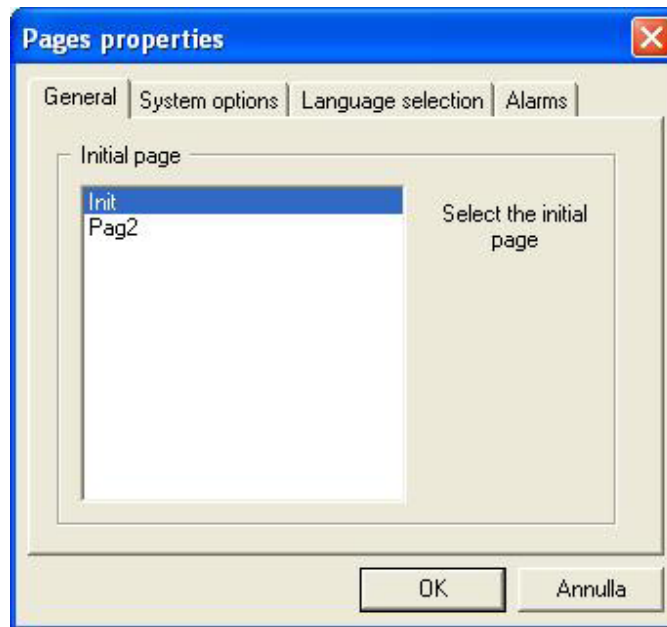 Pages properties
General System options Language selection Alarms
Initial page
Init
Pag2
Select the initial
page
OK Annulla